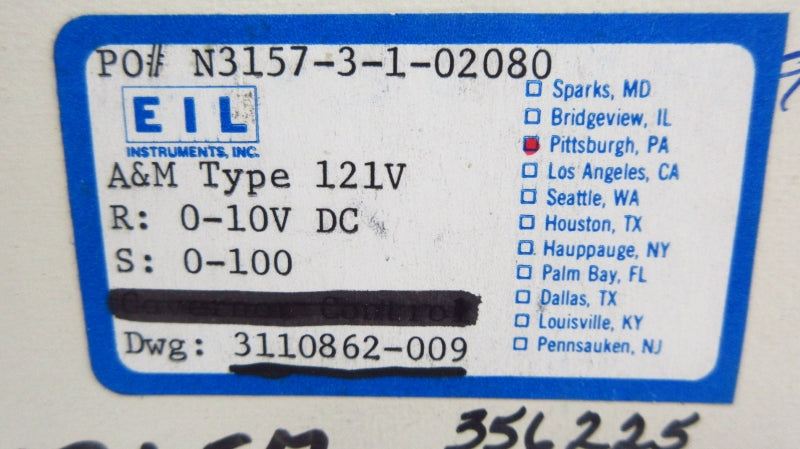 PO# N3157-3-1-02080
EIL
INSTRUMENTS, INC.
A&M Type 121V
R: 0-10V DC
S: 0-100
Governor Control
Dwg: 3110862-009
Sparks, MD
Bridgeview, IL
Pittsburgh, PA
Los Angeles, CA
Seattle, WA
Houston, TX
Hauppauge, NY
Palm Bay, FL
Dallas, TX
Louisville, KY
Pennsauken, NJ
356225